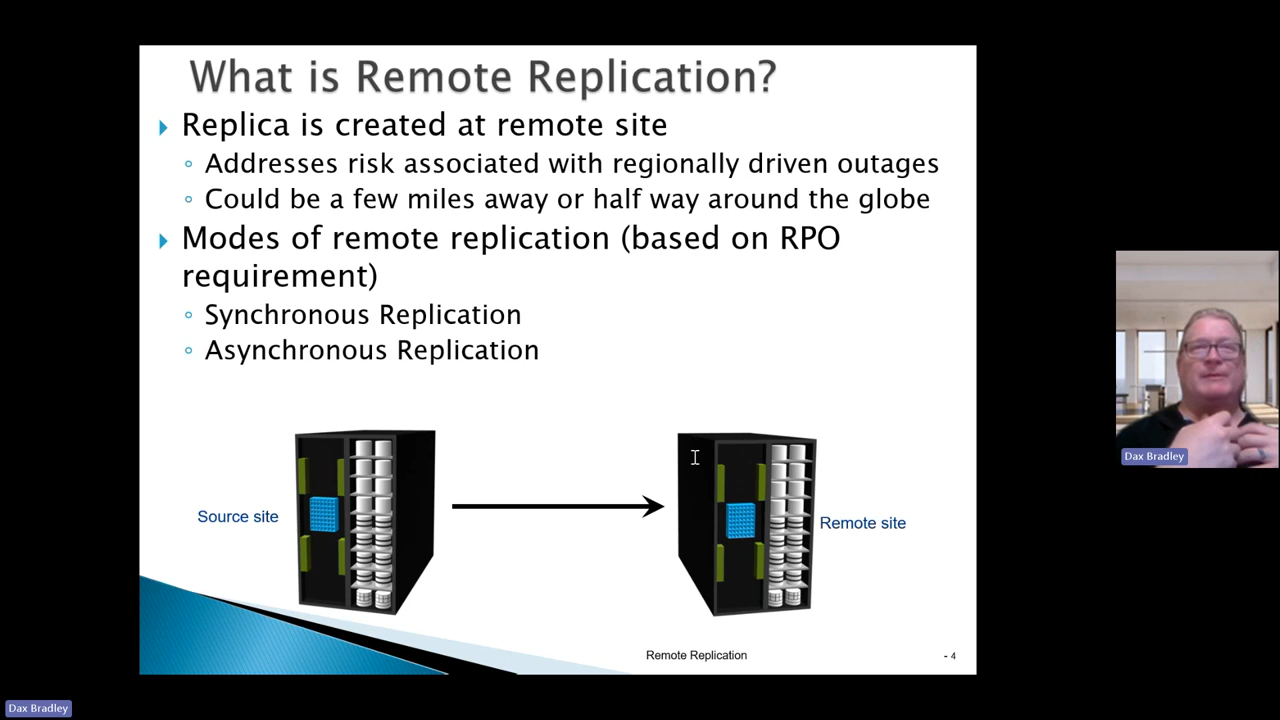 What is Remote Replication?
Replica is created at remote site
Addresses risk associated with regionally driven outages
Could be a few miles away or half way around the globe
Modes of remote replication (based on RPO
requirement)
Synchronous Replication
Asynchronous Replication
Source site
Remote site
Remote Replication
- 4
Dax Bradley
Dax Bradley